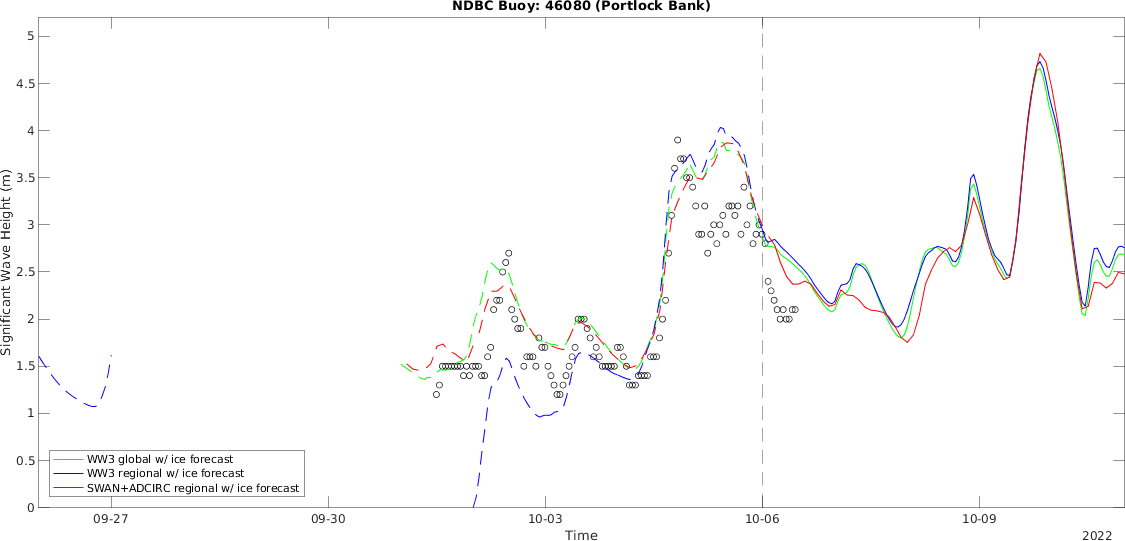 NDBC Buoy: 46080 (Portlock Bank)
5
4.5
4
3.5
3
2.5
2
1.5
1
0.5
0
Significant Wave Height (m)
WW3 global w/ ice forecast
WW3 regional w/ ice forecast
SWAN+ADCIRC regional w/ ice forecast
09-27
09-30
10-03
10-06
10-09
Time
2022